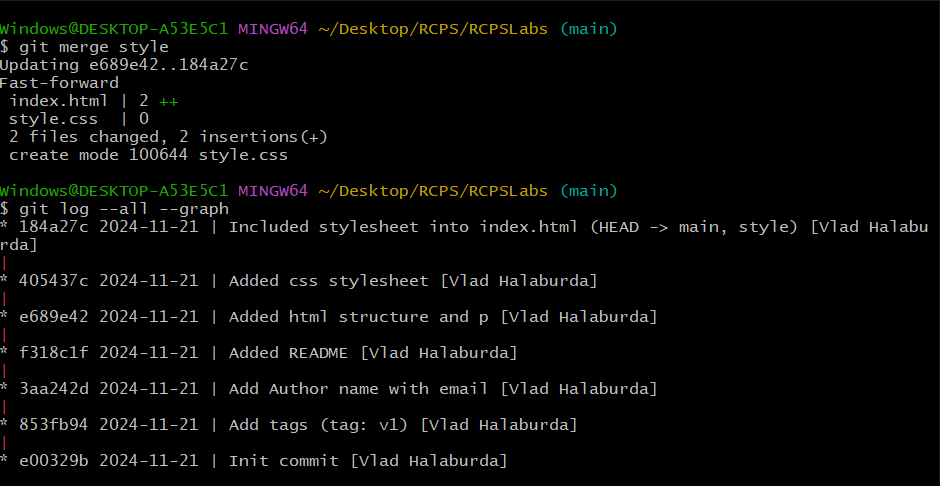 Windows@DESKTOP-A53E5C1 MINGW64 ~/Desktop/RCPS/RCPSLabs (main)
$ git merge style
Updating e689e42..184a27c
Fast-forward
 index.html | 2 ++
 style.css  | 0
 2 files changed, 2 insertions(+)
 create mode 100644 style.css

Windows@DESKTOP-A53E5C1 MINGW64 ~/Desktop/RCPS/RCPSLabs (main)
$ git log --all --graph
* 184a27c 2024-11-21 | Included stylesheet into index.html (HEAD -> main, style) [Vlad Halabu
rda]
|
* 405437c 2024-11-21 | Added css stylesheet [Vlad Halaburda]
|
* e689e42 2024-11-21 | Added html structure and p [Vlad Halaburda]
|
* f318c1f 2024-11-21 | Added README [Vlad Halaburda]
|
* 3aa242d 2024-11-21 | Add Author name with email [Vlad Halaburda]
|
* 853fb94 2024-11-21 | Add tags (tag: v1) [Vlad Halaburda]
|
* e00329b 2024-11-21 | Init commit [Vlad Halaburda]